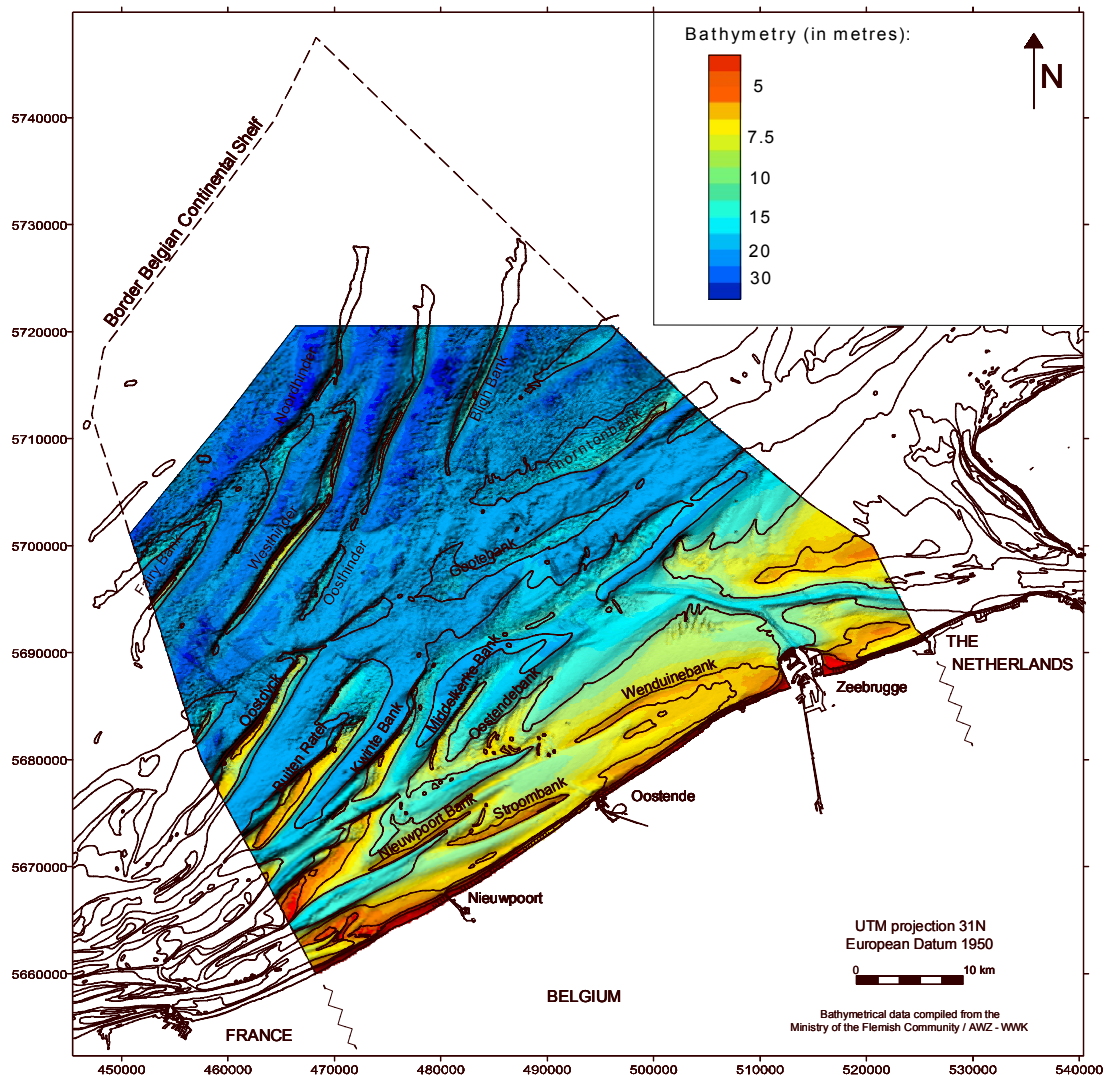 Bathymetry (in metres):
5
7.5
10
15
20
30
N
5740000
5730000
5720000
5710000
5700000
5690000
5680000
5670000
5660000
Border Belgian Continental Shelf
Noordhinder
Bligh Bank
Thorntonbank
Fairy Bank
Westhinder
Oosthinder
Gootebank
Oostdyck
Buiten Ratel
Kwinte Bank
Middelkerke Bank
Oostendebank
Wenduinebank
Nieuwpoort Bank
Stroombank
THE
NETHERLANDS
Zeebrugge
Oostende
Nieuwpoort
BELGIUM
FRANCE
UTM projection 31N
European Datum 1950
0 10 km
Bathymetrical data compiled from the
Ministry of the Flemish Community / AWZ - WWK
450000 460000 470000 480000 490000 500000 510000 520000 530000 540000